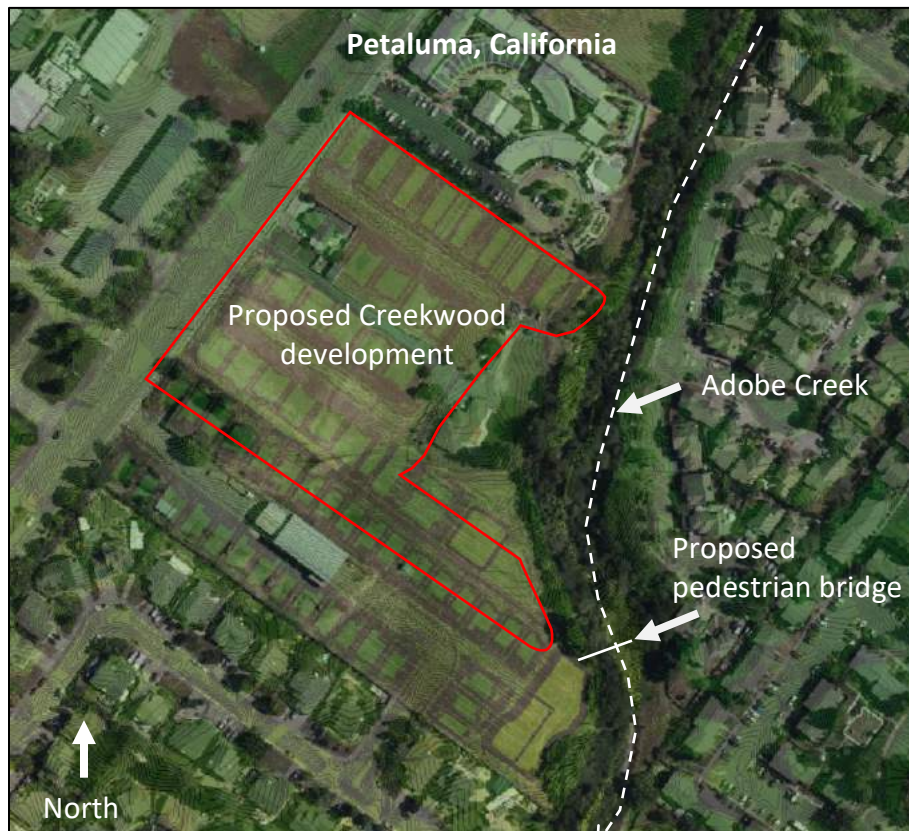 Petaluma, California
Proposed Creekwood
development
Adobe Creek
Proposed
pedestrian bridge
North